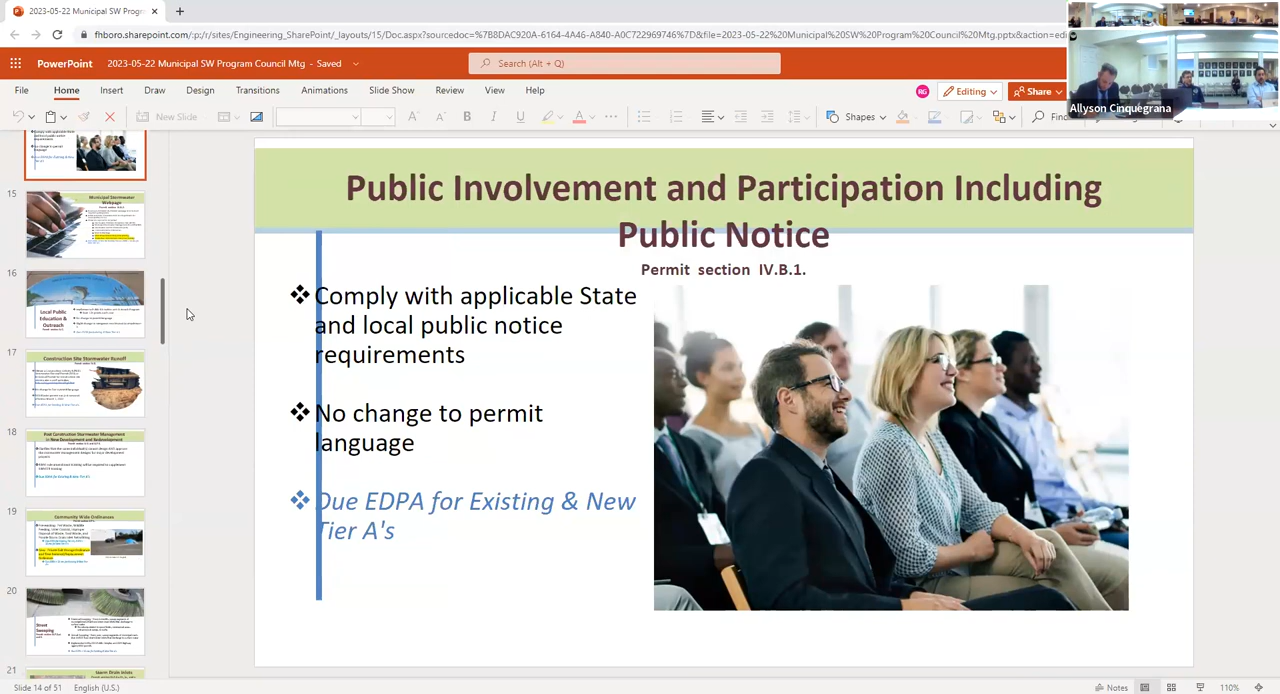 2023-05-22 Municipal SW Progr
fhboro.sharepoint.com/:p:/r/sites/Engineering_SharePoint/_layouts/15/Doc.aspx?sourcedoc=%7B8DAC920A-6164-4A46-A840-A0C722969746%7D&file=2023-05-22%20Municipal%20SW%20Program%20Council%20Mtg.pptx&action=edi
PowerPoint
2023-05-22 Municipal SW Program Council Mtg - Saved
Search (Alt + Q)
File
Home
Insert
Draw
Design
Transitions
Animations
Slide Show
Review
View
Help
RG
Editing
Share
New Slide
Shapes
Find
Allyson Cinquegrana
15
Municipal Stormwater
Webpage
16
Local Public
Education &
Outreach
17
Construction Site Stormwater Runoff
18
Post Construction Stormwater Management
in New Development and Redevelopment
19
Community Wide Ordinances
20
Street
Sweeping
21
Storm Drain Inlets
Public Involvement and Participation Including
Public Notice
Permit section IV.B.1.
❖Comply with applicable State
and local public notice
requirements
❖No change to permit
language
❖Due EDPA for Existing & New
Tier A's
Slide 14 of 51
English (U.S.)
Notes
110%